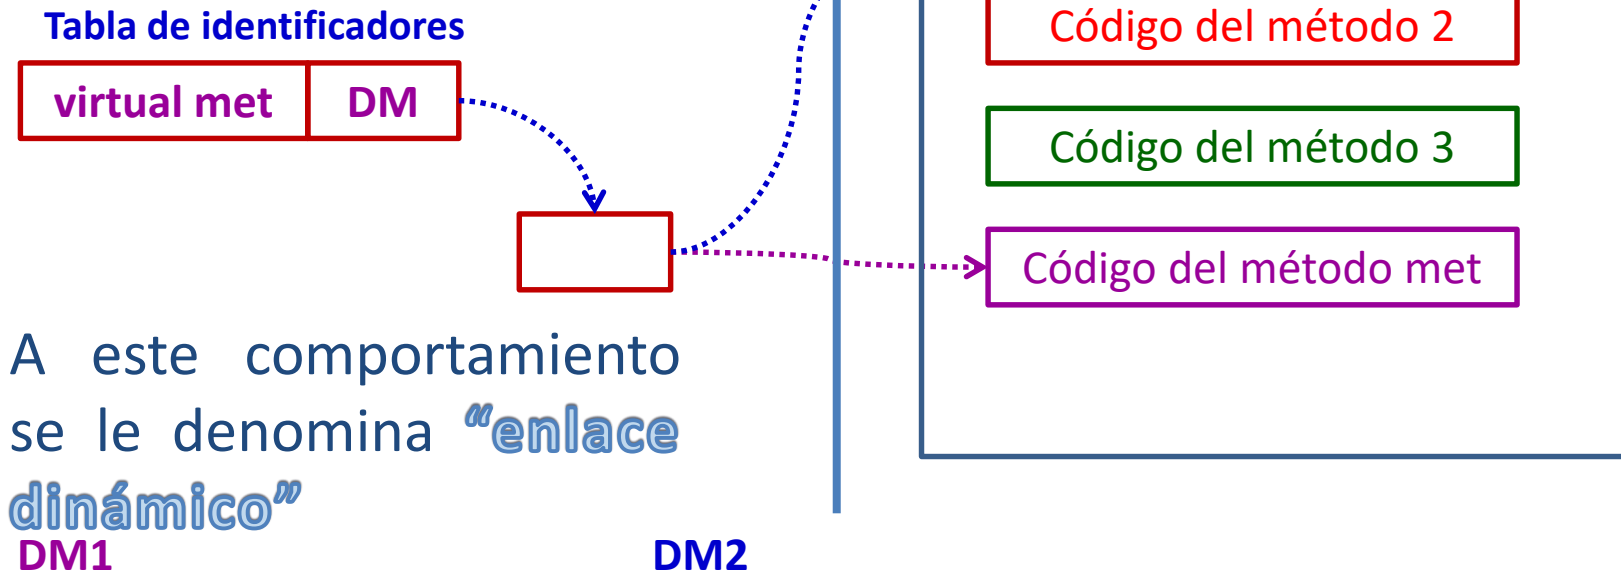 Tabla de identificadores
virtual met DM
Código del método 2
Código del método 3
Código del método met
A este comportamiento
se le denomina “enlace
dinámico”
DM1 DM2